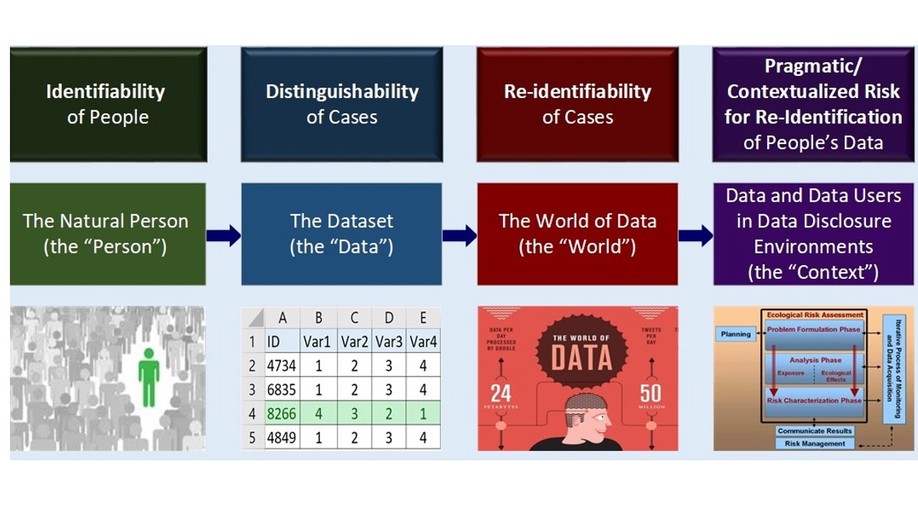 Identifiability
of People
Distinguishability
of Cases
Re-identifiability
of Cases
Pragmatic/
Contextualized Risk
for Re-Identification
of People's Data
The Natural Person
(the “Person”)
The Dataset
(the “Data”)
The World of Data
(the “World”)
Data and Data Users
in Data Disclosure
Environments
(the “Context”)
A B C D E
1 ID Var1 Var2 Var3 Var4
2 4734 1 2 3 4
3 6835 1 2 3 4
4 8266 4 3 2 1
5 4849 1 2 3 4
DATA PER
DAY
PROCESSED
BY GOOGLE
24
PETABYTES
THE WORLD OF
DATA
TWEETS
PER
DAY
50
MILLION
Ecological Risk Assessment
Planning
Problem Formulation Phase
Analysis Phase
Exposure
Ecological
Effects
Risk Characterization Phase
Communicate Results
Risk Management
Iterative Process of Monitoring
and Data Acquisition